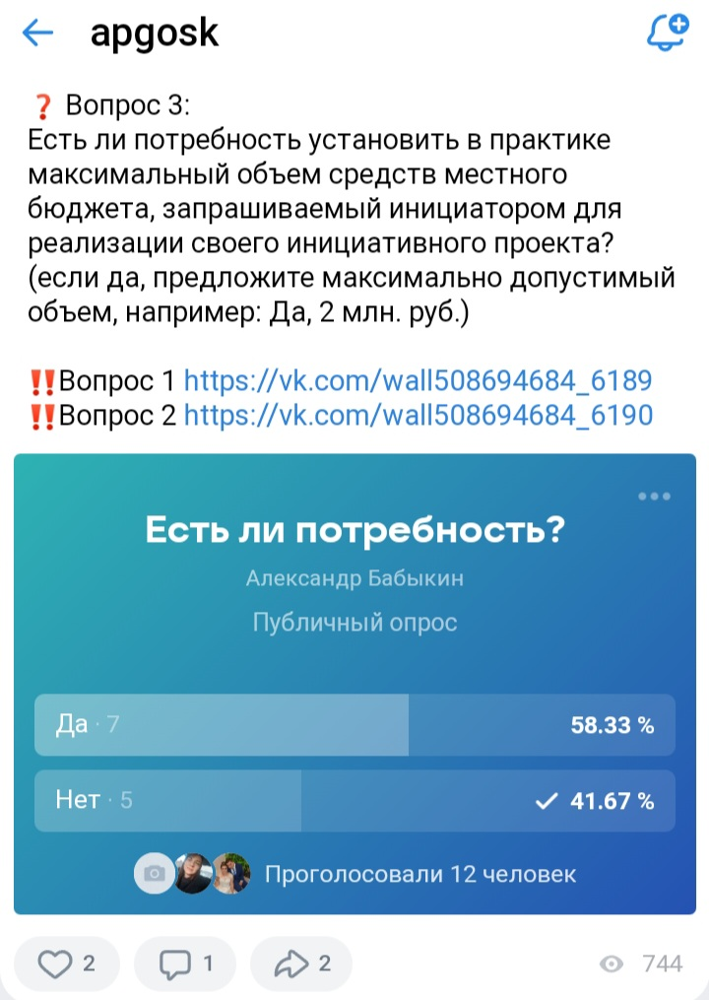 apgosk
❓ Вопрос 3:
Есть ли потребность установить в практике
максимальный объем средств местного
бюджета, запрашиваемый инициатором для
реализации своего инициативного проекта?
(если да, предложите максимально допустимый
объем, например: Да, 2 млн. руб.)
‼️Вопрос 1 https://vk.com/wall508694684_6189
‼️Вопрос 2 https://vk.com/wall508694684_6190
Есть ли потребность?
Александр Бабыкин
Публичный опрос
Да · 7 58.33 %
Нет · 5 41.67 %
Проголосовали 12 человек
2 1 2 744